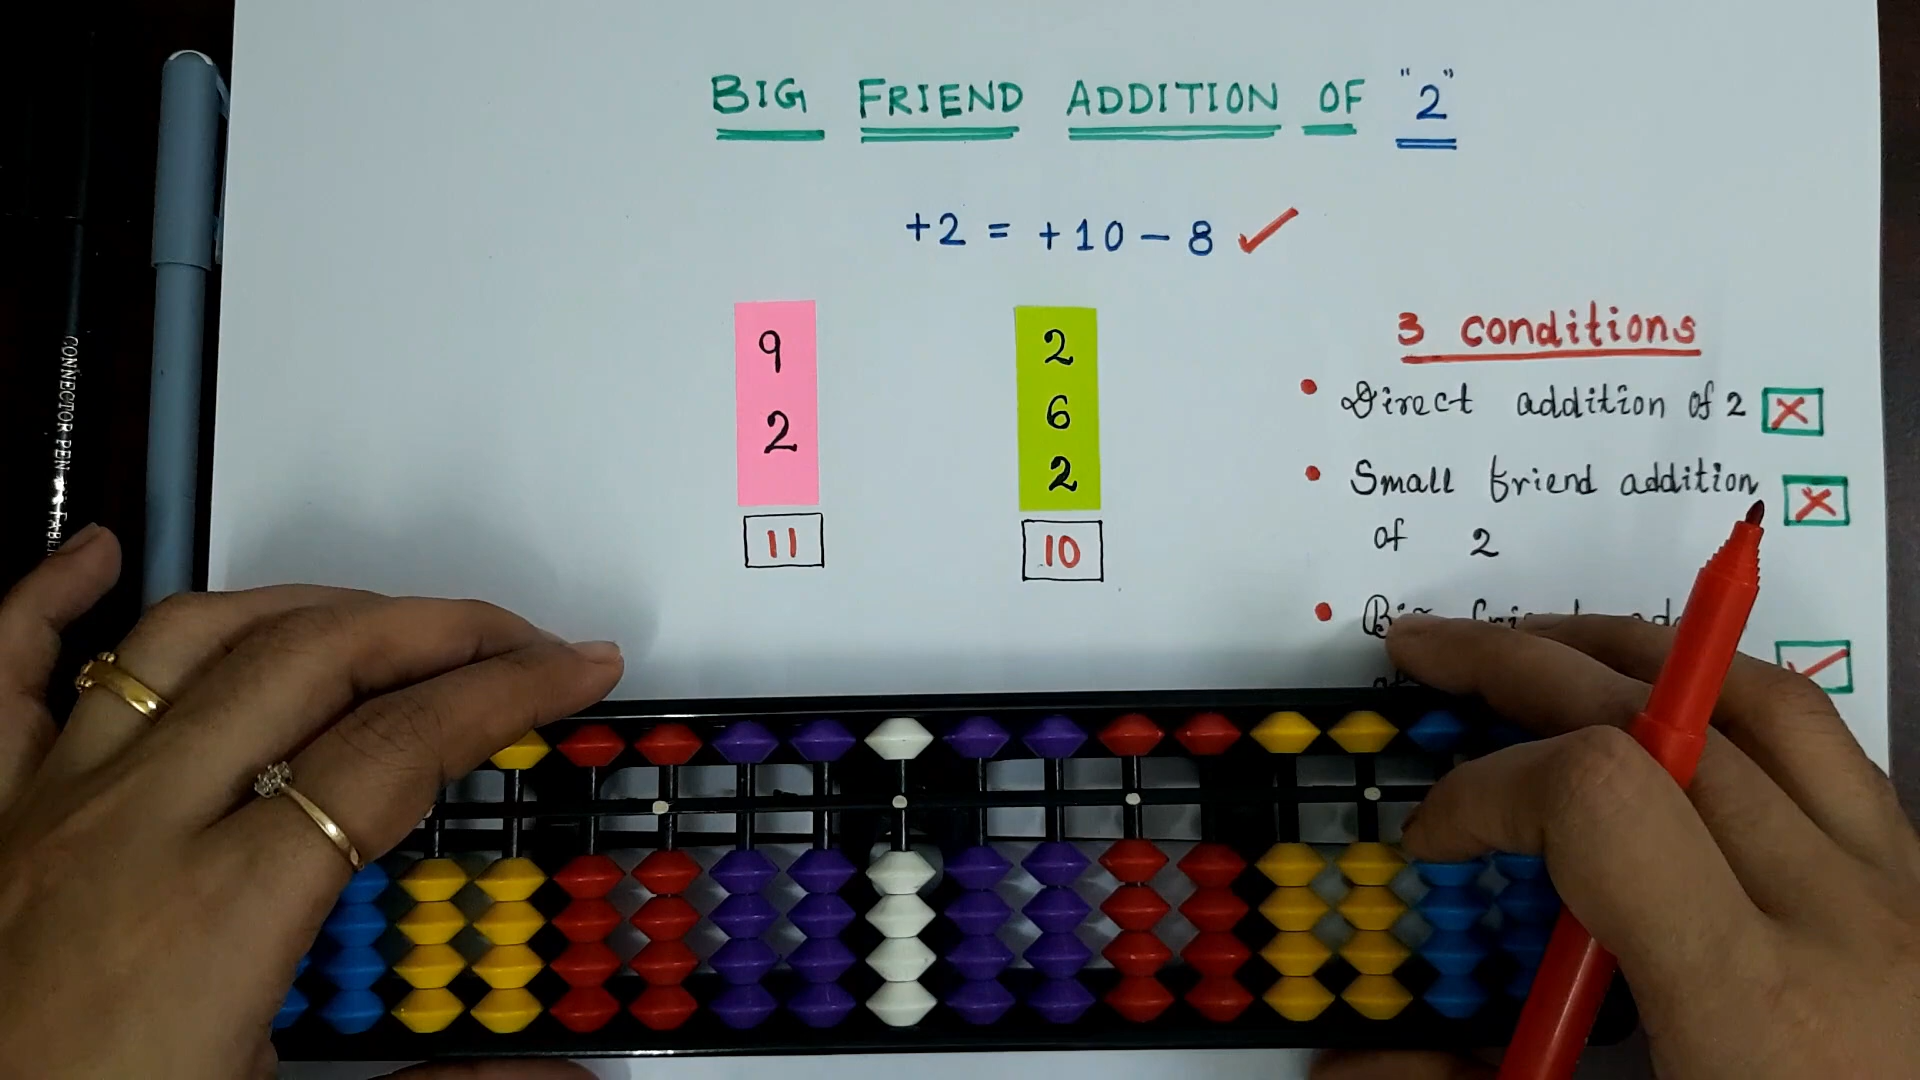 BIG FRIEND ADDITION OF "2"
+2 = +10 - 8 ✓
9
2
11
2
6
2
10
3 conditions
• Direct addition of 2 ☒
• Small friend addition ☒
of 2
• Big
CONNECTOR PEN